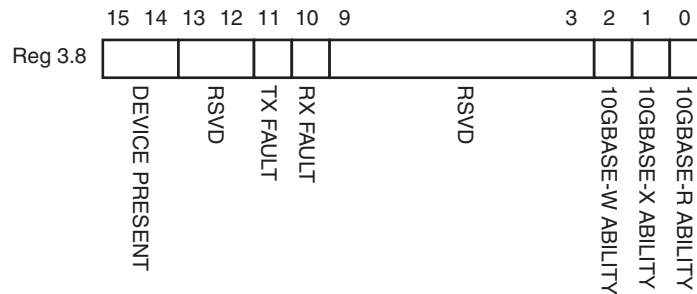 15 14 13 12 11 10 9 3 2 1 0
Reg 3.8
DEVICE PRESENT
RSVD
TX FAULT
RX FAULT
RSVD
10GBASE-W ABILITY
10GBASE-X ABILITY
10GBASE-R ABILITY